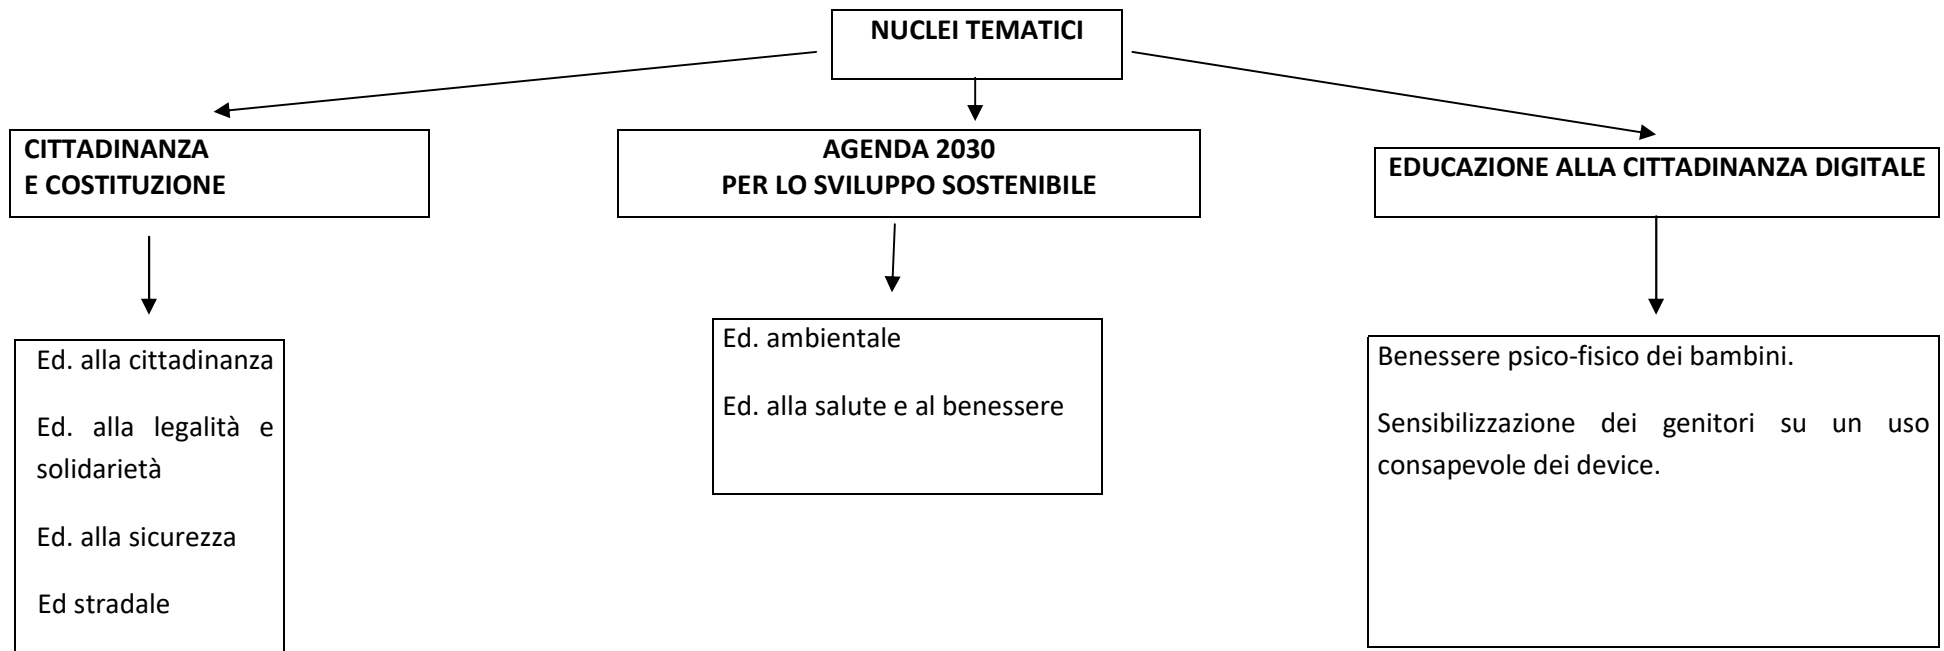 NUCLEI TEMATICI
CITTADINANZA
E COSTITUZIONE
AGENDA 2030
PER LO SVILUPPO SOSTENIBILE
EDUCAZIONE ALLA CITTADINANZA DIGITALE
Ed. alla cittadinanza
Ed. alla legalità e
solidarietà
Ed. alla sicurezza
Ed stradale
Ed. ambientale
Ed. alla salute e al benessere
Benessere psico-fisico dei bambini.
Sensibilizzazione dei genitori su un uso
consapevole dei device.